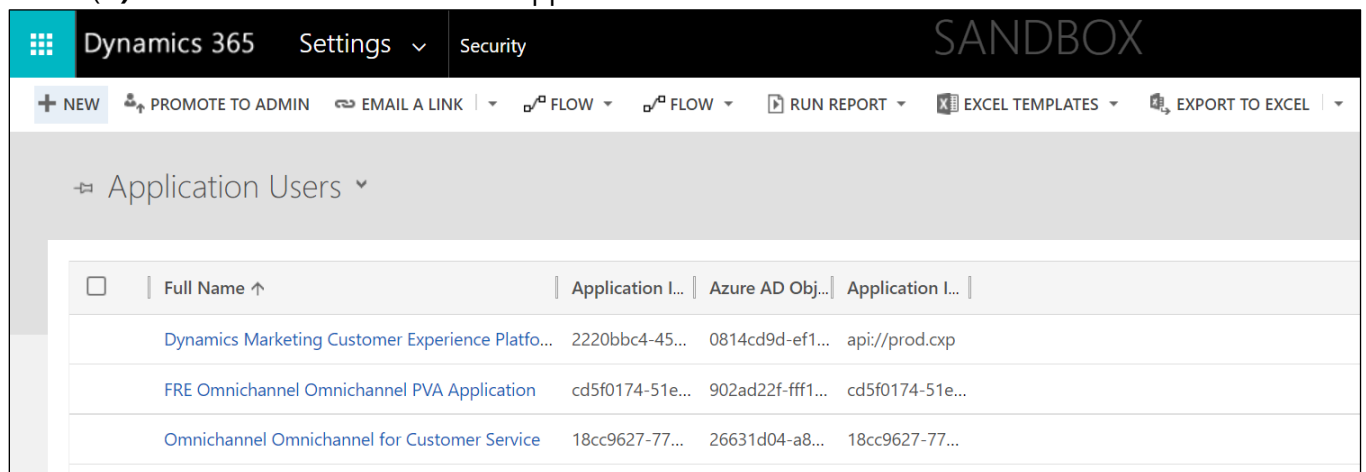 Dynamics 365 Settings Security SANDBOX
NEW PROMOTE TO ADMIN EMAIL A LINK FLOW FLOW RUN REPORT EXCEL TEMPLATES EXPORT TO EXCEL
Application Users
Full Name Application I... Azure AD Obj... Application I...
Dynamics Marketing Customer Experience Platfo... 2220bbc4-45... 0814cd9d-ef1... api://prod.cxp
FRE Omnichannel Omnichannel PVA Application cd5f0174-51e... 902ad22f-fff1... cd5f0174-51e...
Omnichannel Omnichannel for Customer Service 18cc9627-77... 26631d04-a8... 18cc9627-77...